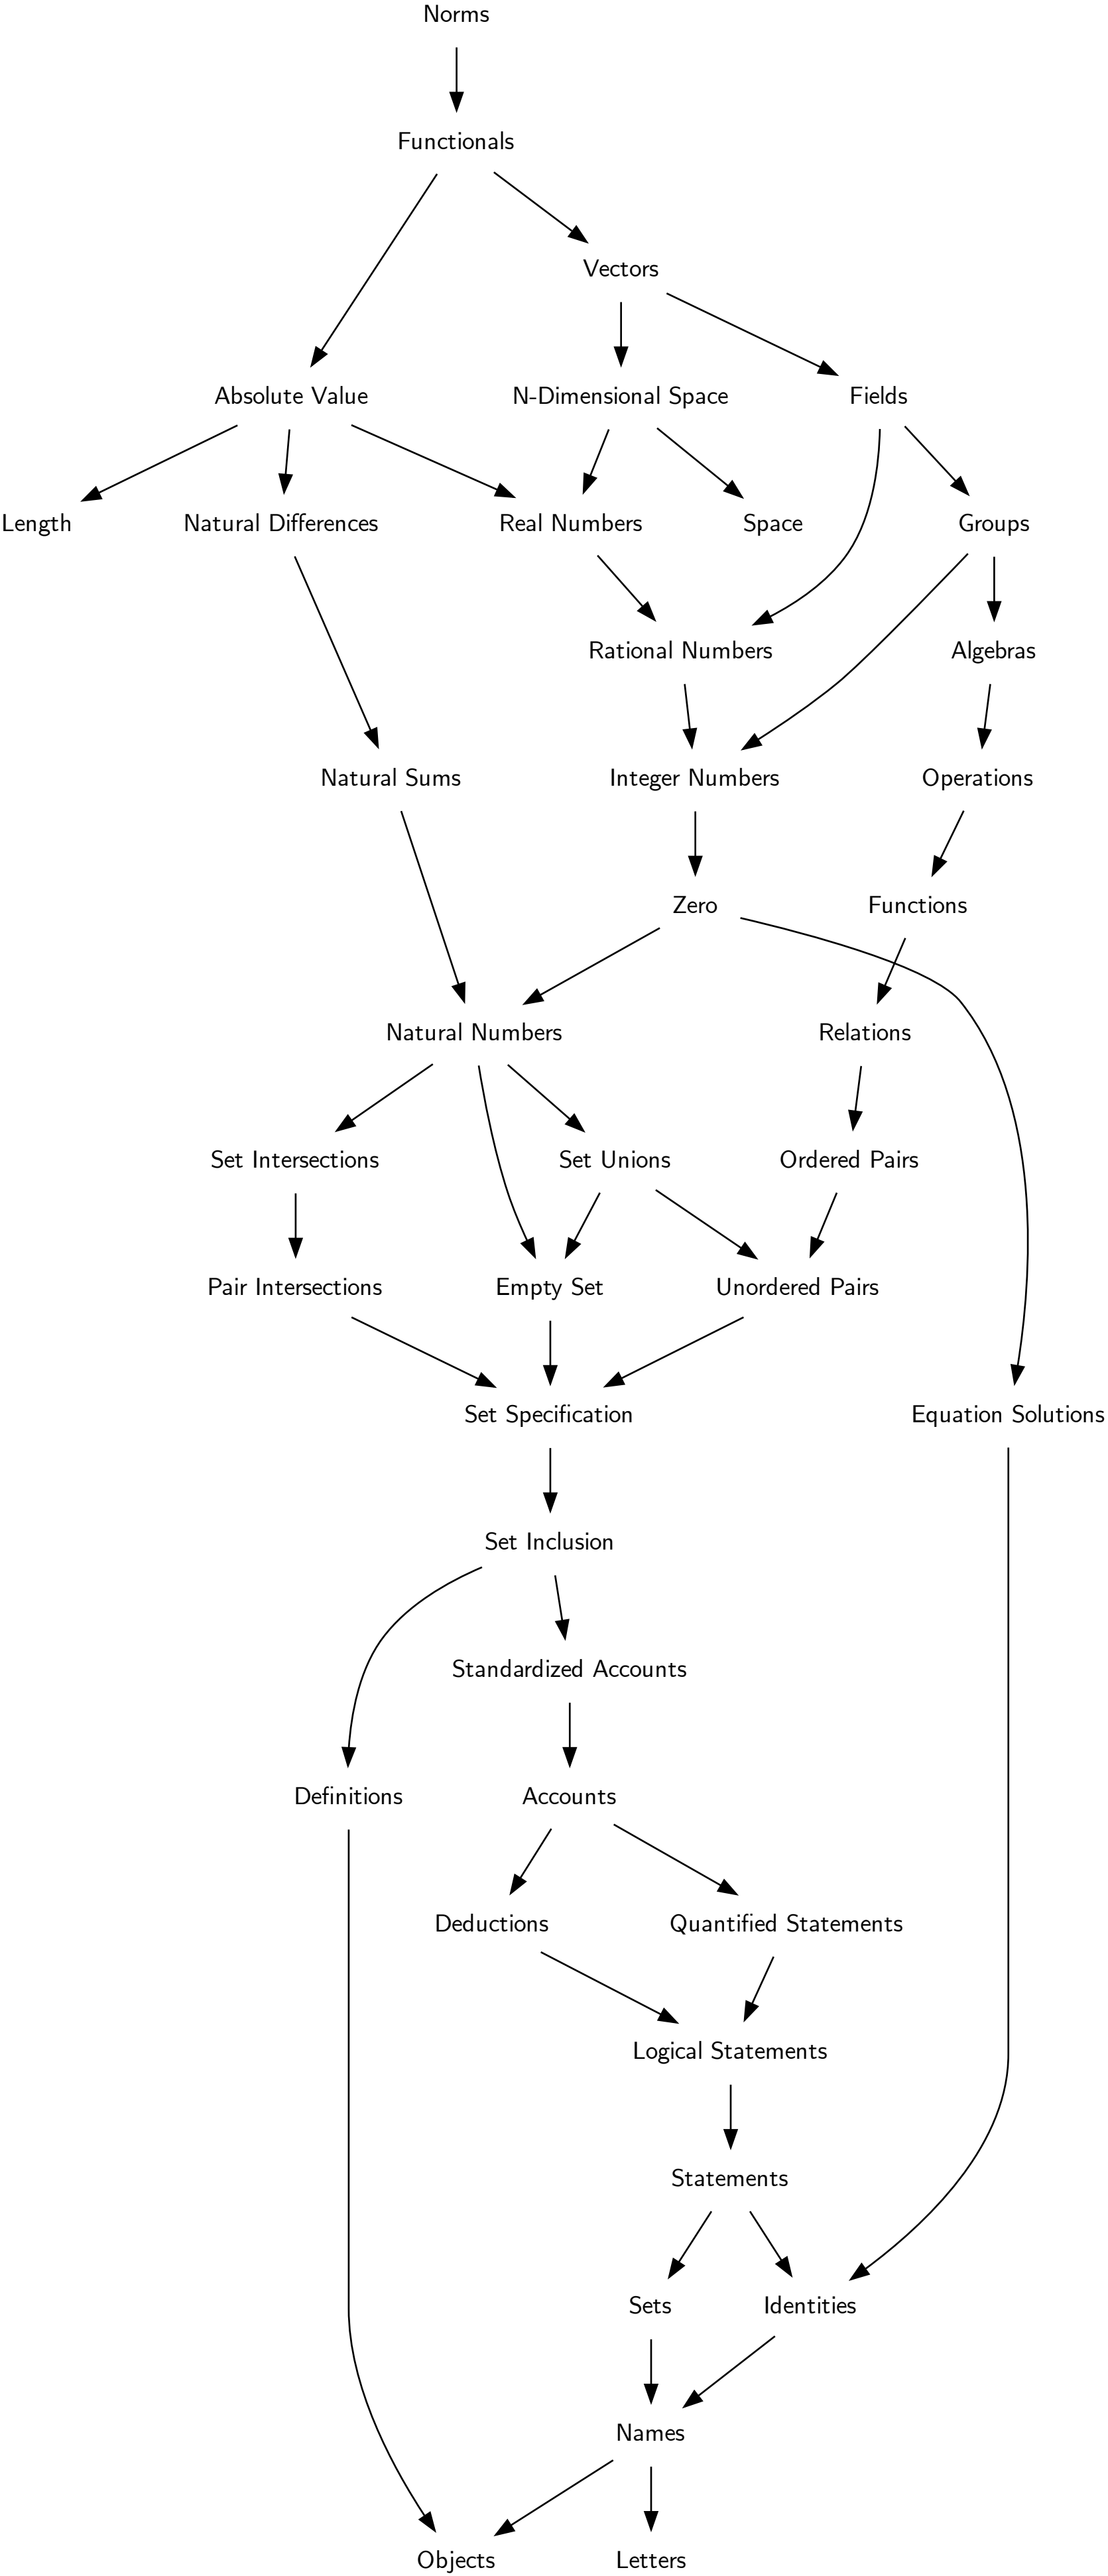 Norms
Functionals
Vectors
Absolute Value
N-Dimensional Space
Fields
Length
Natural Differences
Real Numbers
Space
Groups
Rational Numbers
Algebras
Natural Sums
Integer Numbers
Operations
Zero
Functions
Natural Numbers
Relations
Set Intersections
Set Unions
Ordered Pairs
Pair Intersections
Empty Set
Unordered Pairs
Set Specification
Equation Solutions
Set Inclusion
Standardized Accounts
Definitions
Accounts
Deductions
Quantified Statements
Logical Statements
Statements
Sets
Identities
Names
Objects
Letters